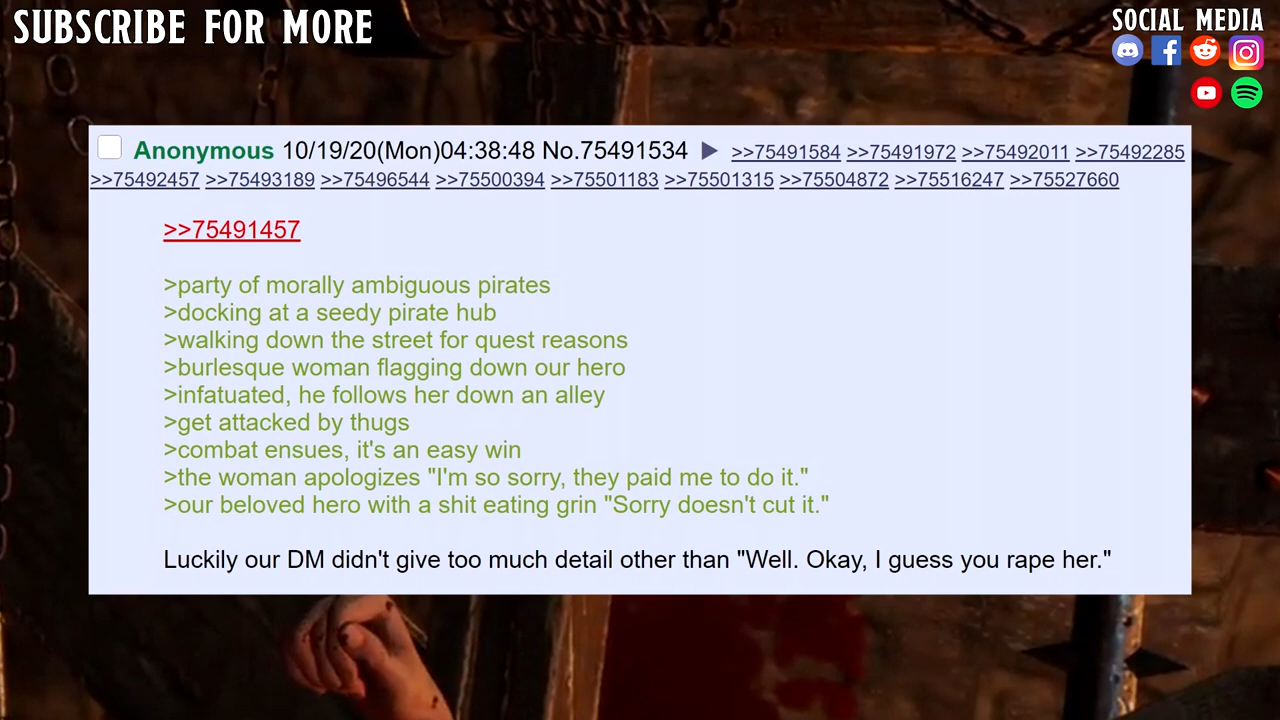 SUBSCRIBE FOR MORE
SOCIAL MEDIA
Anonymous 10/19/20(Mon)04:38:48 No.75491534 ▶ >>75491584 >>75491972 >>75492011 >>75492285
>>75492457 >>75493189 >>75496544 >>75500394 >>75501183 >>75501315 >>75504872 >>75516247 >>75527660
>>75491457
>party of morally ambiguous pirates
>docking at a seedy pirate hub
>walking down the street for quest reasons
>burlesque woman flagging down our hero
>infatuated, he follows her down an alley
>get attacked by thugs
>combat ensues, it's an easy win
>the woman apologizes "I'm so sorry, they paid me to do it."
>our beloved hero with a shit eating grin "Sorry doesn't cut it."
Luckily our DM didn't give too much detail other than "Well. Okay, I guess you rape her."